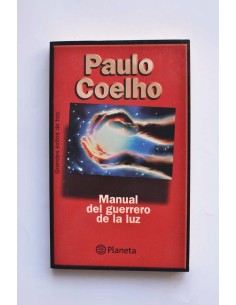 Paulo
Coelho
Manual
del guerrero
de la luz
Planeta